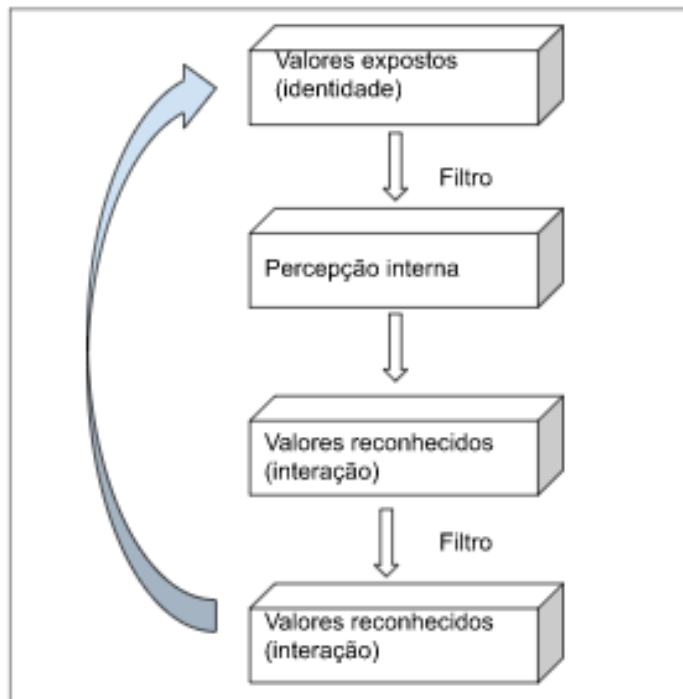 Valores expostos
(identidade)
Filtro
Percepção interna
Valores reconhecidos
(interação)
Filtro
Valores reconhecidos
(interação)